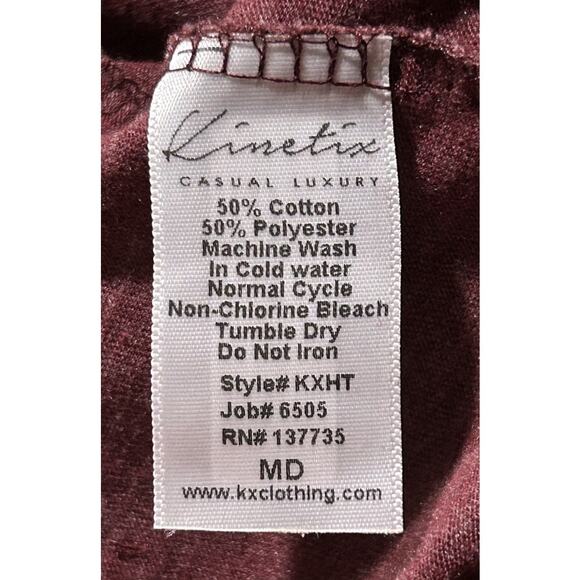 Kinetix
CASUAL LUXURY
50% Cotton
50% Polyester
Machine Wash
In Cold water
Normal Cycle
Non-Chlorine Bleach
Tumble Dry
Do Not Iron
Style# KXHT
Job# 6505
RN# 137735
MD
www.kxclothing.com